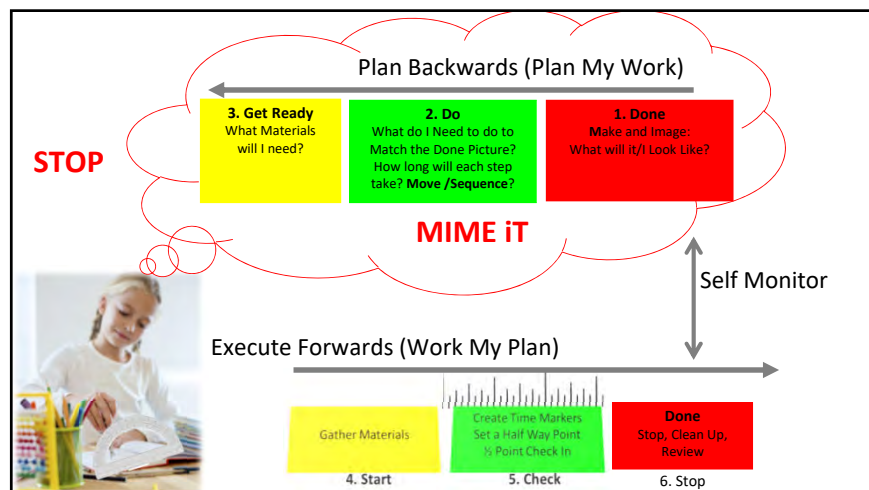 Plan Backwards (Plan My Work)
STOP
3. Get Ready
What Materials
will I need?
2. Do
What do I Need to do to
Match the Done Picture?
How long will each step
take? Move /Sequence?
1. Done
Make and Image:
What will it/I Look Like?
MIME iT
Self Monitor
Execute Forwards (Work My Plan)
Gather Materials
4. Start
Create Time Markers
Set a Half Way Point
½ Point Check In
5. Check
Done
Stop, Clean Up,
Review
6. Stop